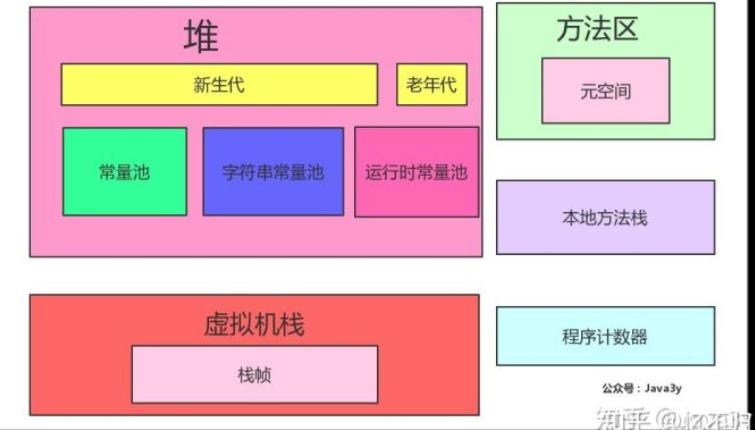 堆
方法区
新生代
老年代
元空间
常量池
字符串常量池
运行时常量池
本地方法栈
虚拟机栈
栈帧
程序计数器
公众号：Java3y
知乎